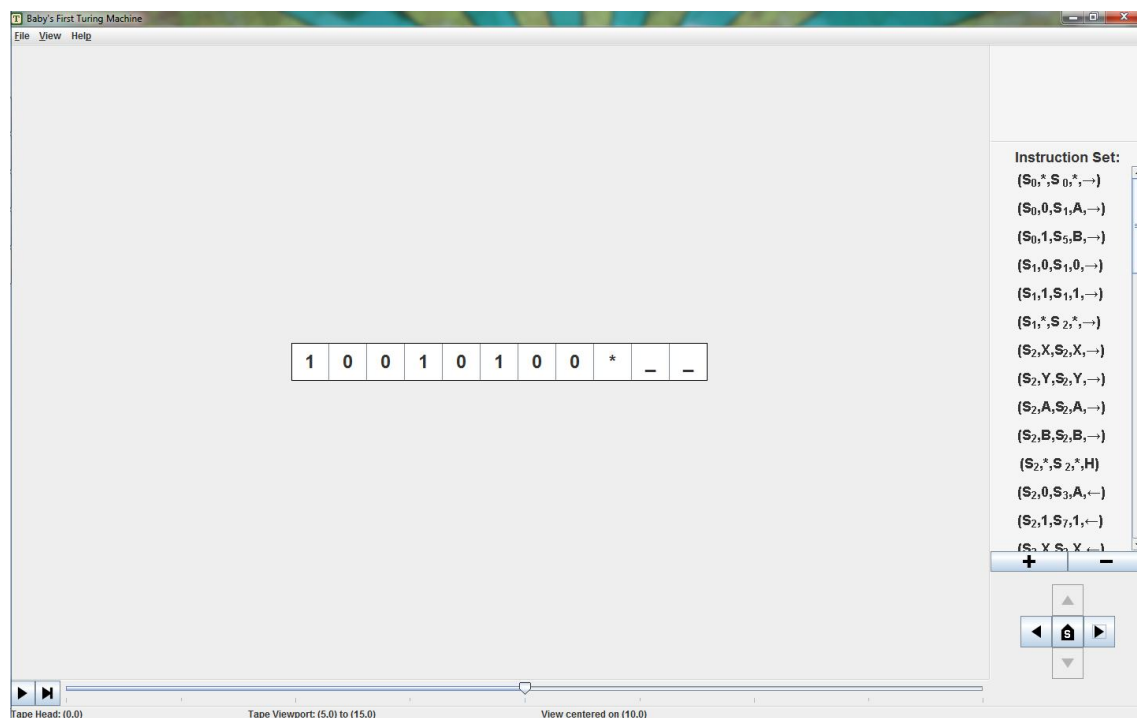 Baby's First Turing Machine
File View Help
Instruction Set:
(S0,*,S0,*,→)
(S0,0,S1,A,→)
(S0,1,S5,B,→)
(S1,0,S1,0,→)
(S1,1,S1,1,→)
(S1,*,S2,*,→)
(S2,X,S2,X,→)
(S2,Y,S2,Y,→)
(S2,A,S2,A,→)
(S2,B,S2,B,→)
(S2,*,S2,*,H)
(S2,0,S3,A,←)
(S2,1,S7,1,←)
1 0 0 1 0 1 0 0 * _ _
+ −
S
Tape Head: (0,0) Tape Viewport: (5,0) to (15,0) View centered on (10,0)